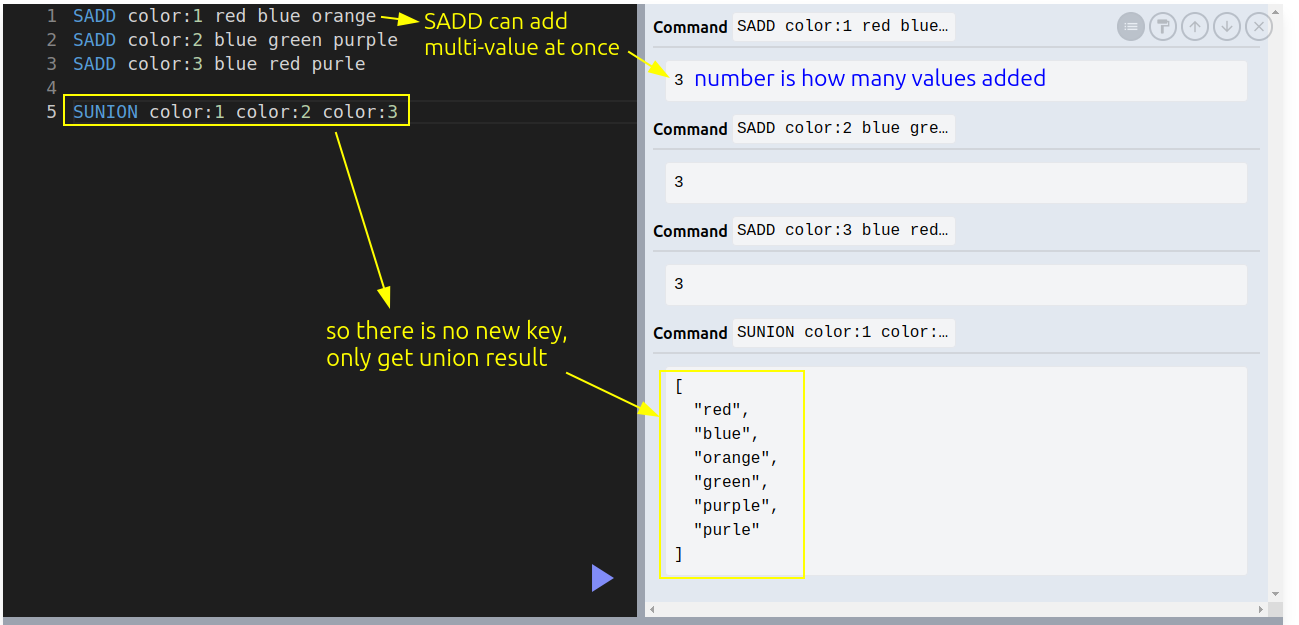 1 SADD color:1 red blue orange
2 SADD color:2 blue green purple
3 SADD color:3 blue red purle
4
5 SUNION color:1 color:2 color:3
SADD can add
multi-value at once
so there is no new key,
only get union result
Command SADD color:1 red blue…
3 number is how many values added
Command SADD color:2 blue gre…
3
Command SADD color:3 blue red…
3
Command SUNION color:1 color:…
[
"red",
"blue",
"orange",
"green",
"purple",
"purle"
]